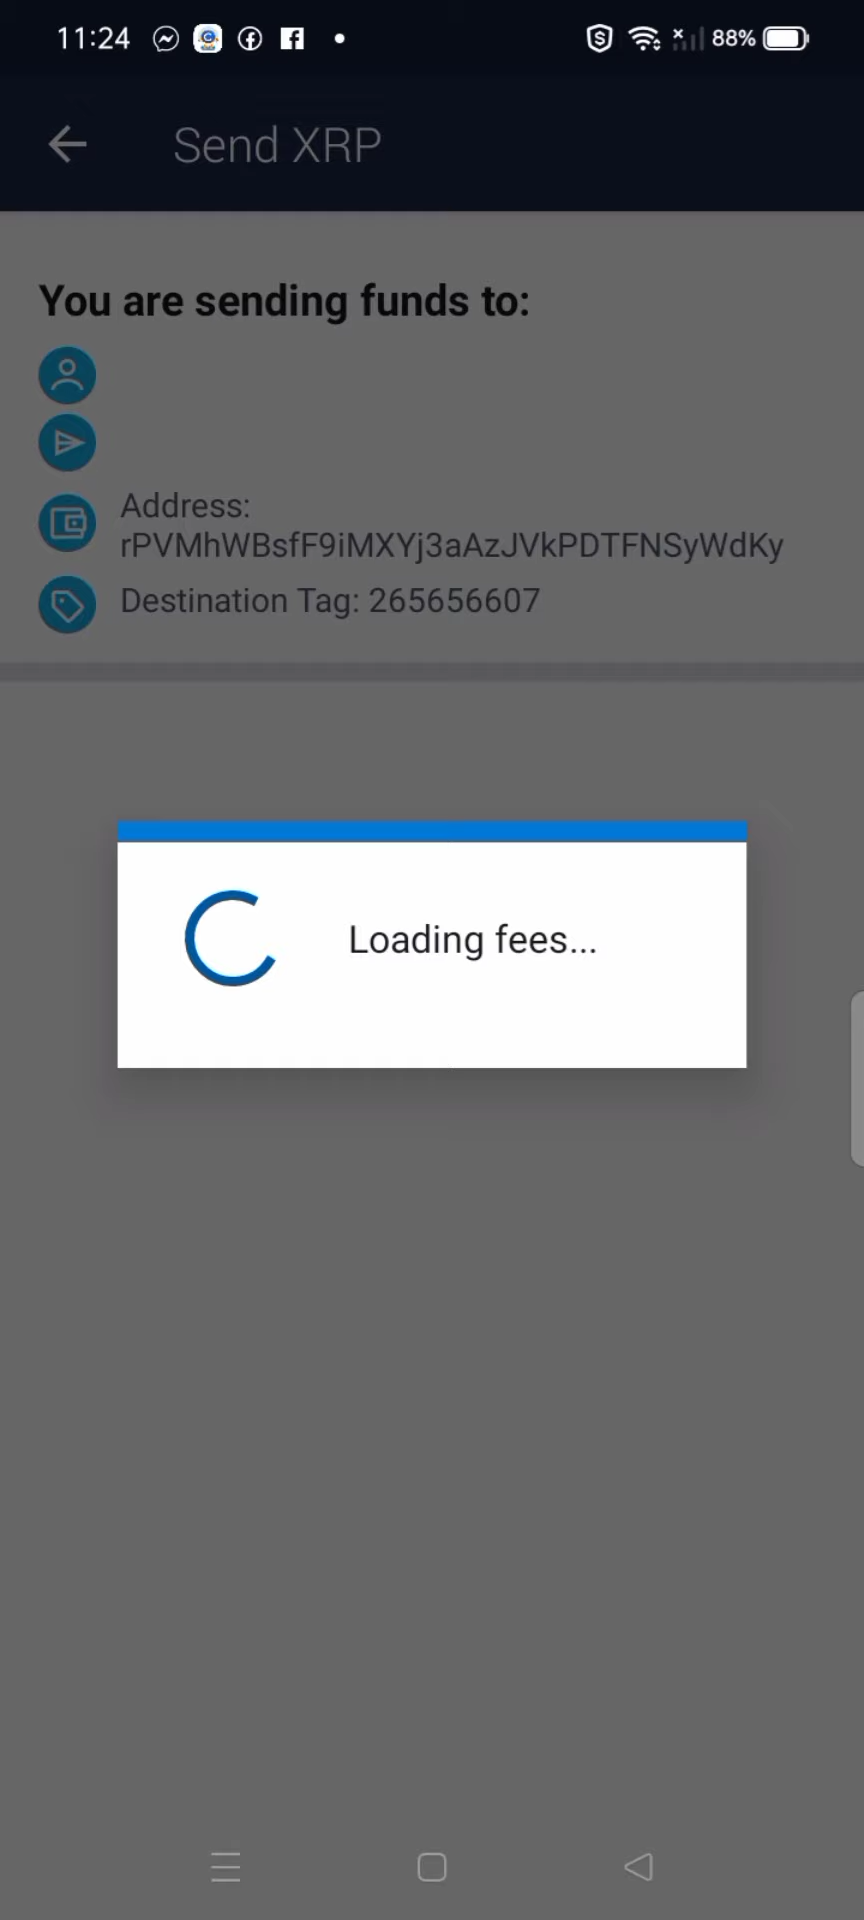 11:24
88%
Send XRP
You are sending funds to:
Address:
rPVMhWBsfF9iMXYj3aAzJVkPDTFNSyWdKy
Destination Tag: 265656607
Loading fees...